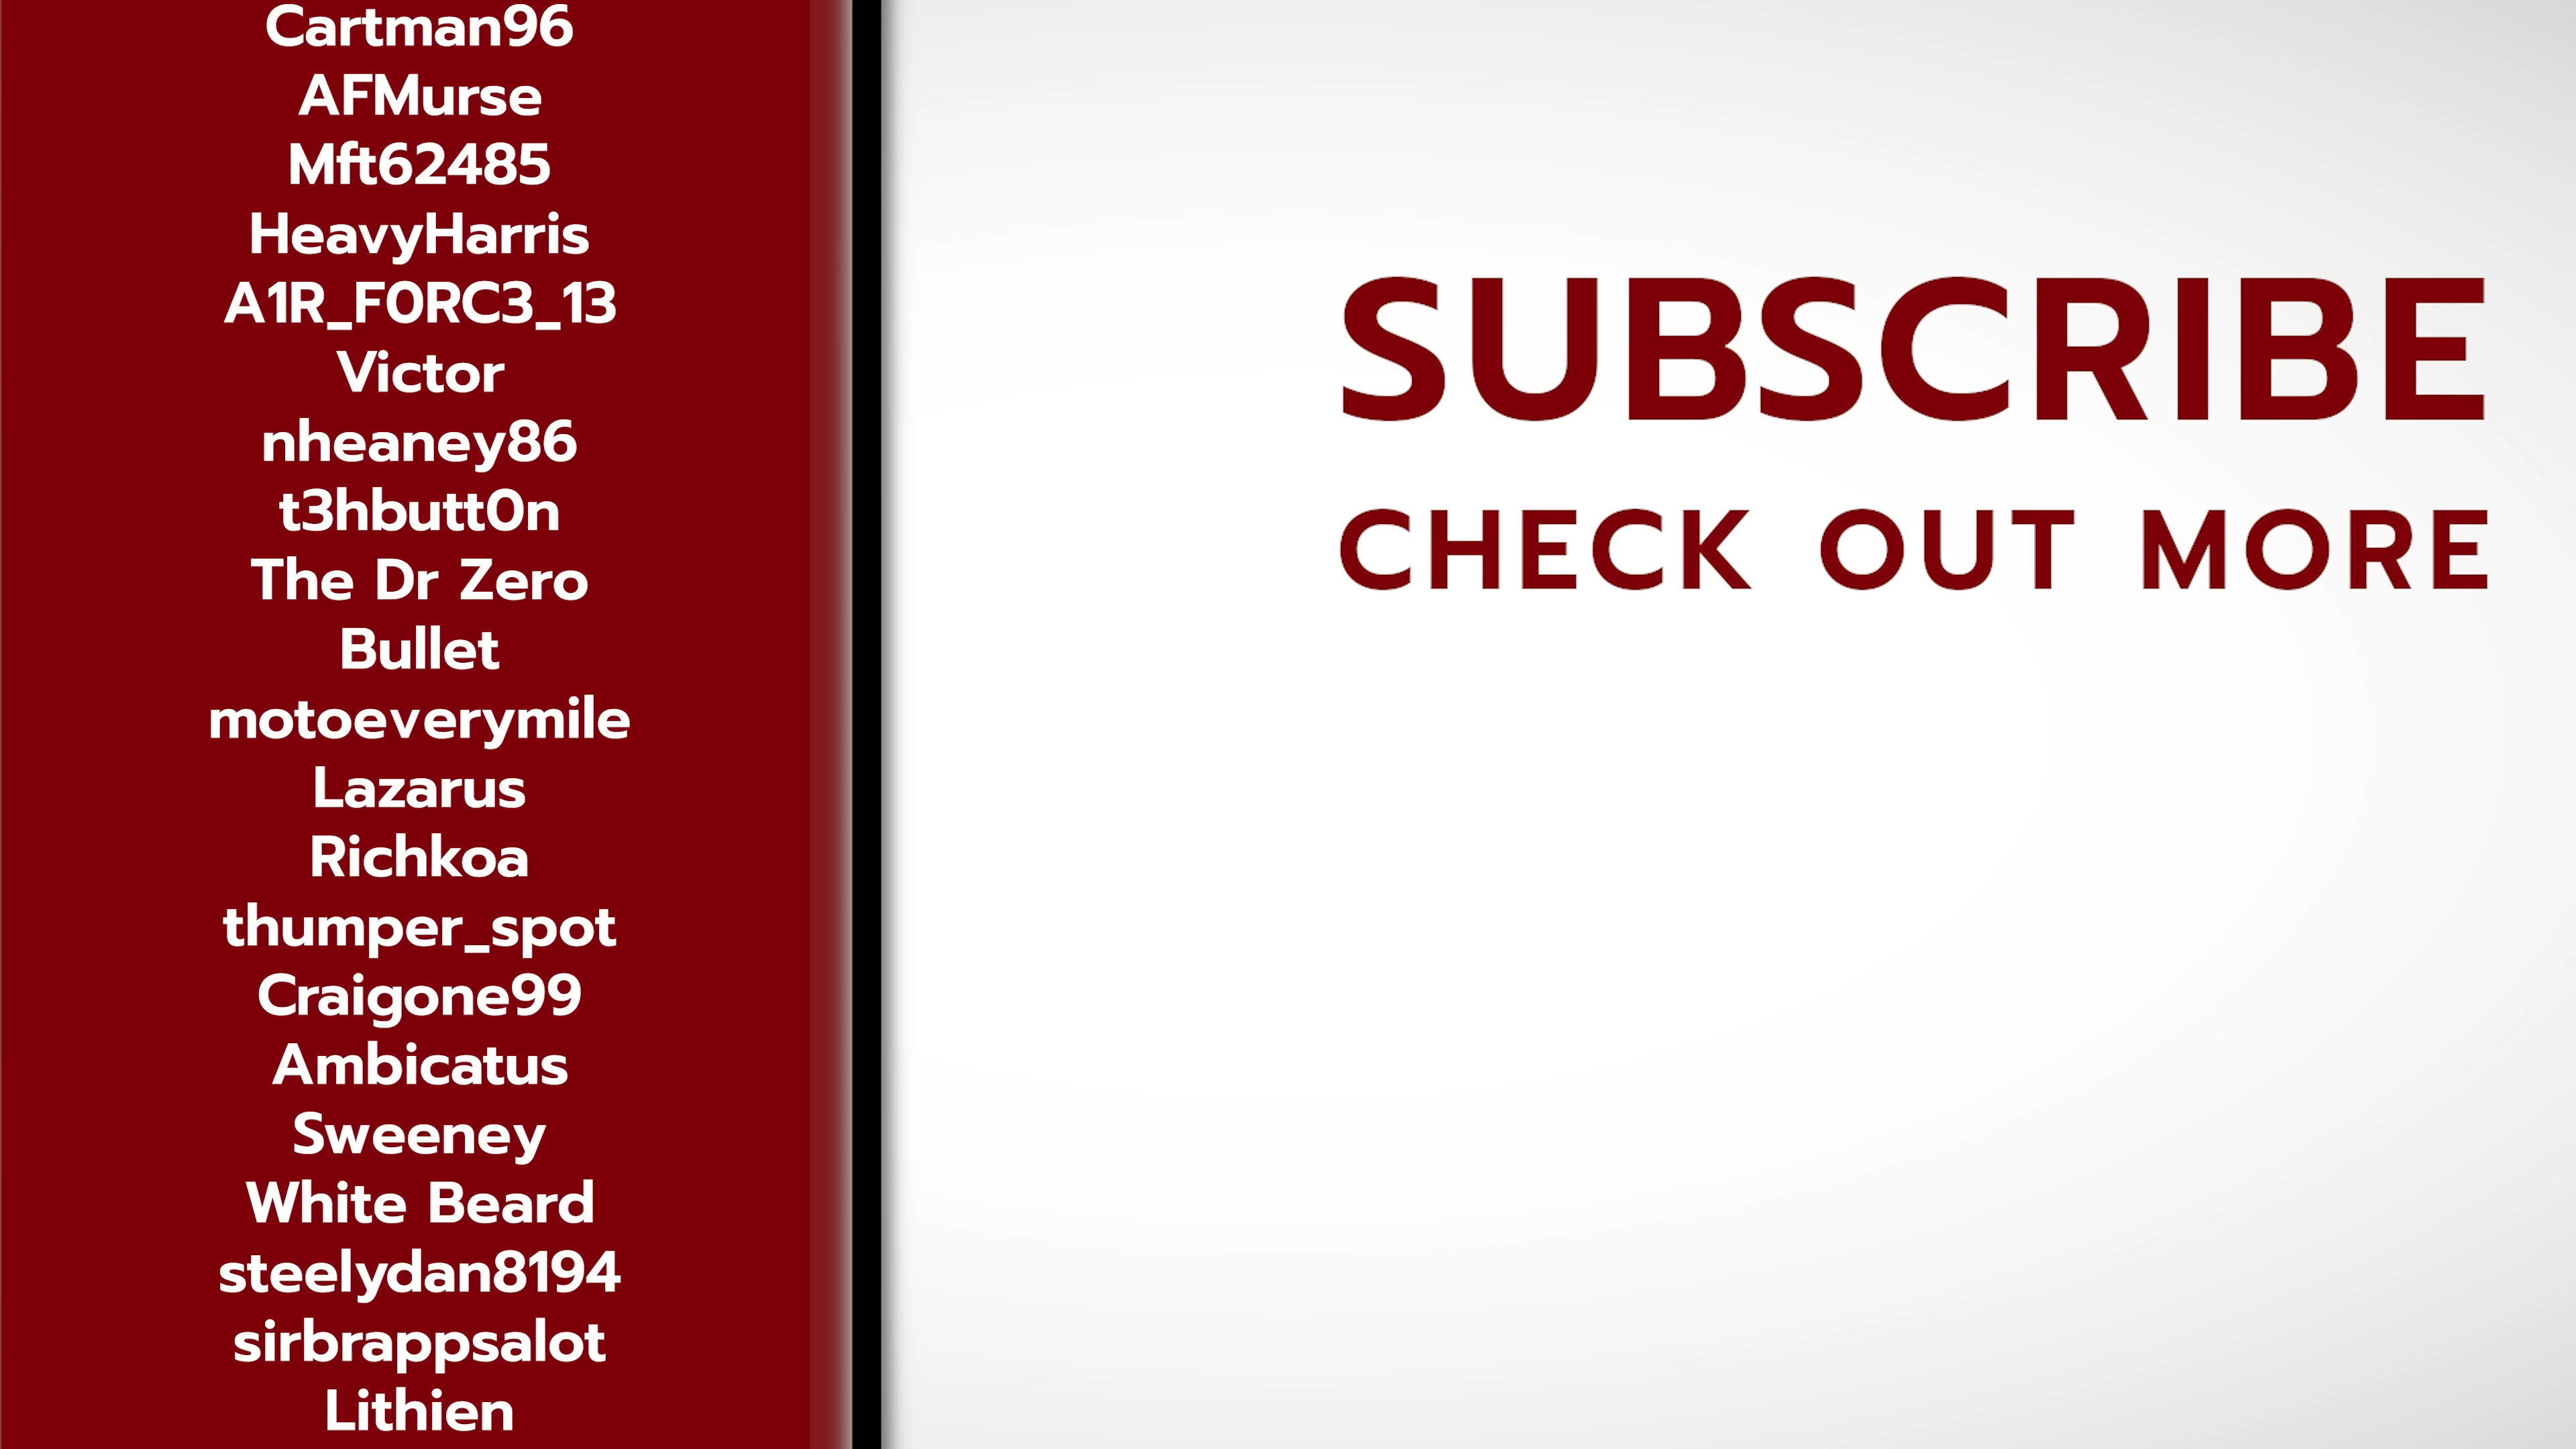 Cartman96
AFMurse
Mft62485
HeavyHarris
A1R_F0RC3_13
Victor
nheaney86
t3hbutt0n
The Dr Zero
Bullet
motoeverymile
Lazarus
Richkoa
thumper_spot
Craigone99
Ambicatus
Sweeney
White Beard
steelydan8194
sirbrappsalot
Lithien
SUBSCRIBE
CHECK OUT MORE